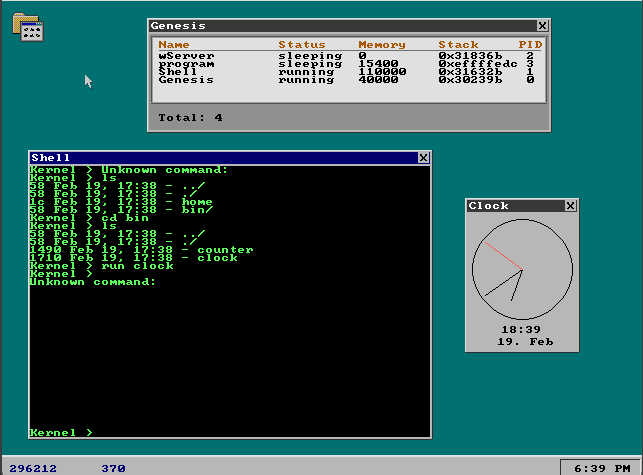 Genesis
Name Status Memory Stack PID
wServer sleeping 0 0x31836b 2
program sleeping 15400 0xeffffedc 3
Shell running 110000 0x31632b 1
Genesis running 40000 0x30239b 0
Total: 4
Shell
Kernel > Unknown command:
Kernel > ls
58 Feb 19, 17:38 - ../
58 Feb 19, 17:38 - ./
1c Feb 19, 17:38 - home
58 Feb 19, 17:38 - bin/
Kernel > cd bin
Kernel > ls
58 Feb 19, 17:38 - ../
58 Feb 19, 17:38 - ./
1490 Feb 19, 17:38 - counter
1710 Feb 19, 17:38 - clock
Kernel > run clock
Kernel >
Unknown command:
Kernel >
Clock
18:39
19. Feb
296212 370
6:39 PM